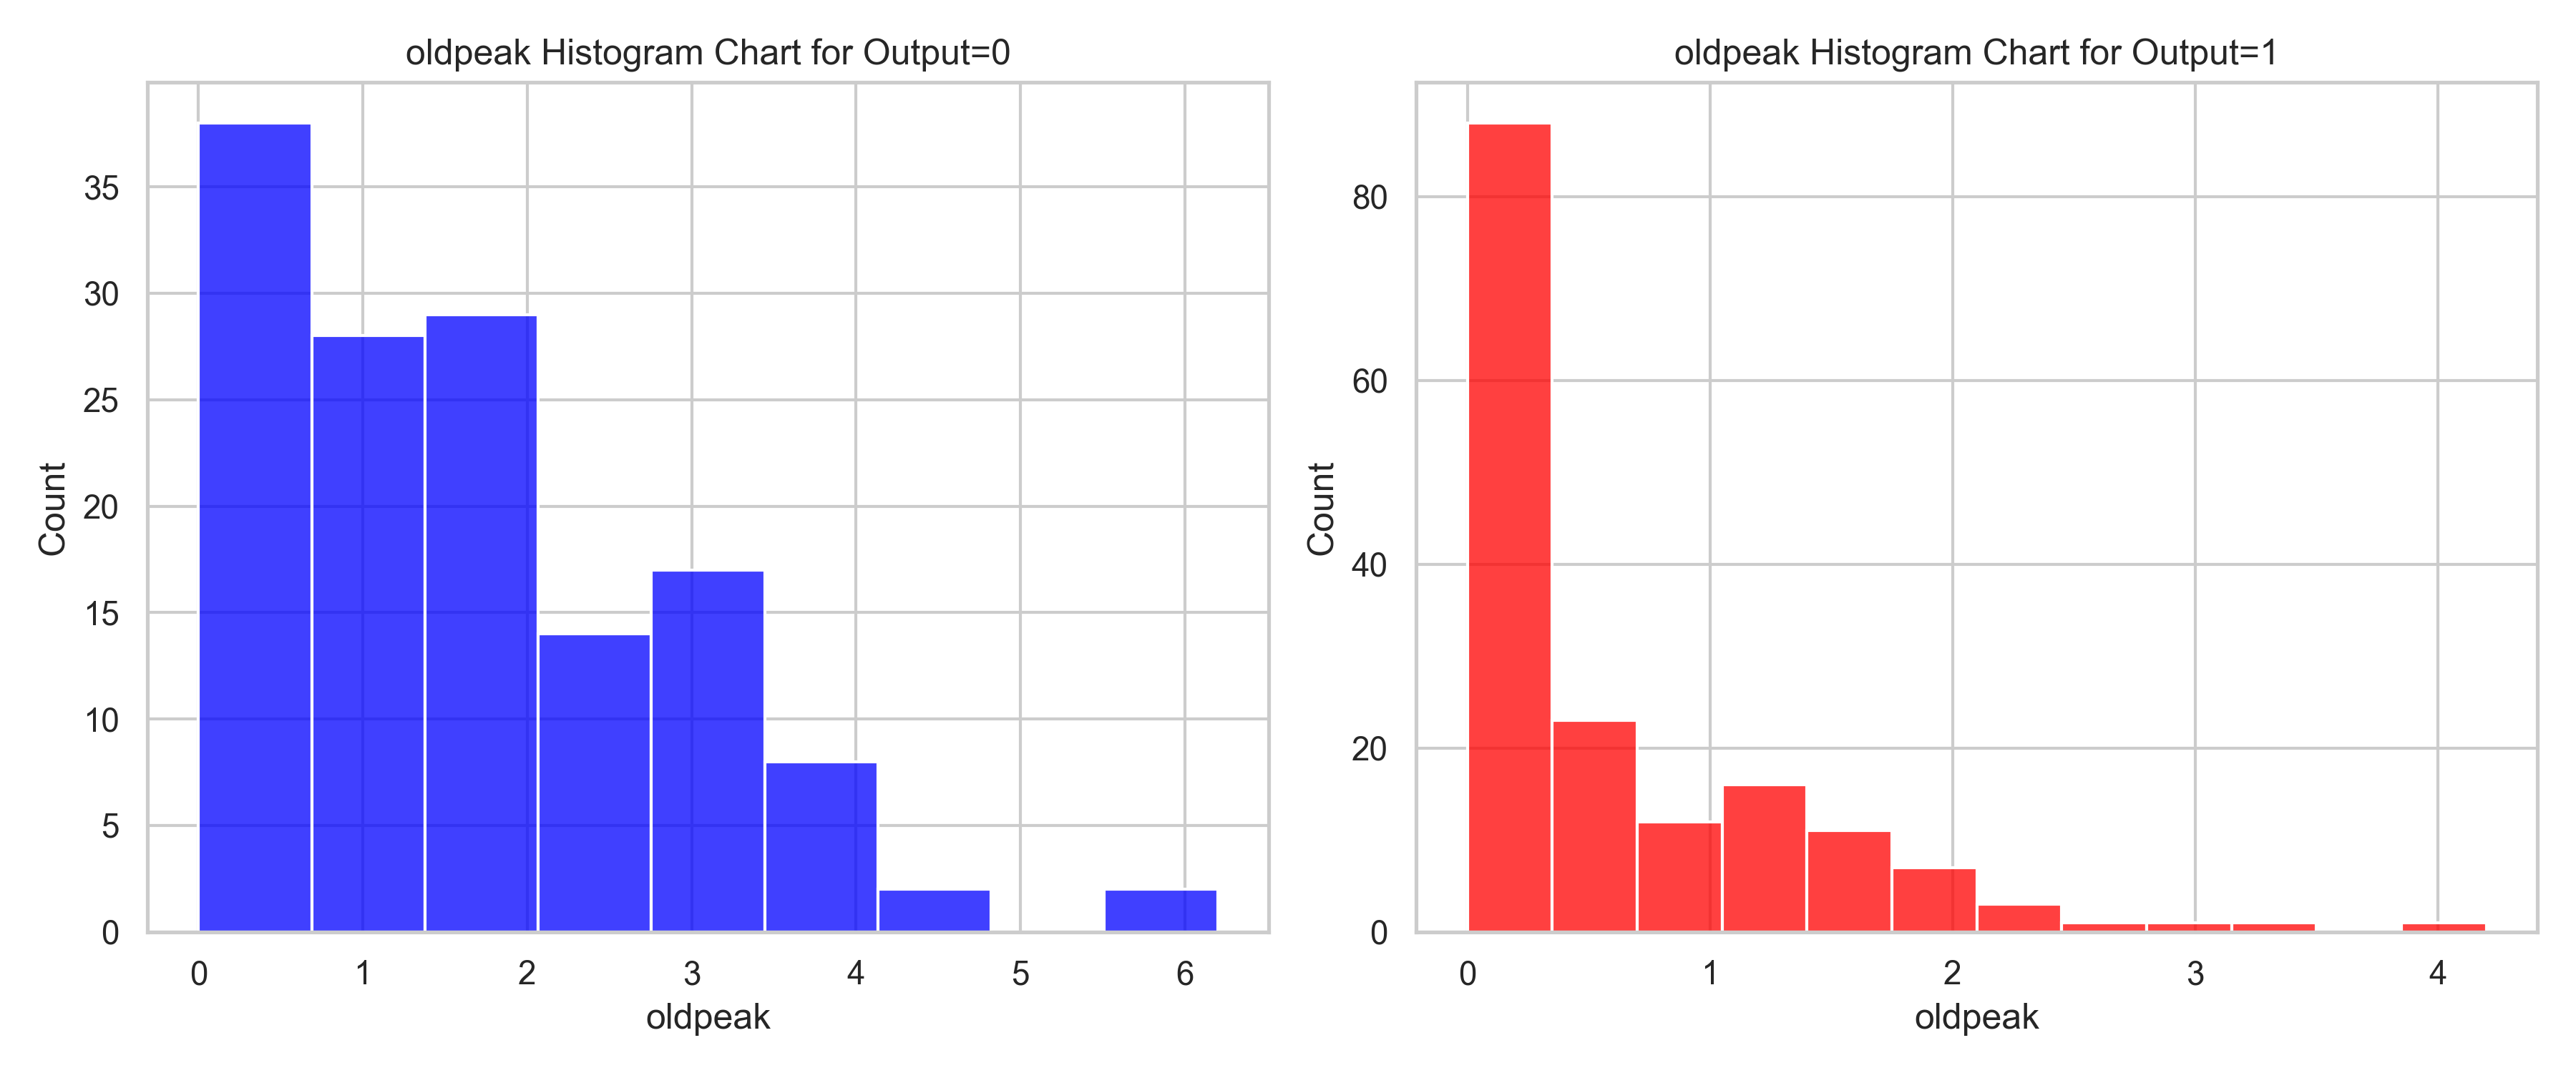 oldpeak Histogram Chart for Output=0
35
30
25
20
15
10
5
0
Count
0 1 2 3 4 5 6
oldpeak
oldpeak Histogram Chart for Output=1
80
60
40
20
0
Count
0 1 2 3 4
oldpeak